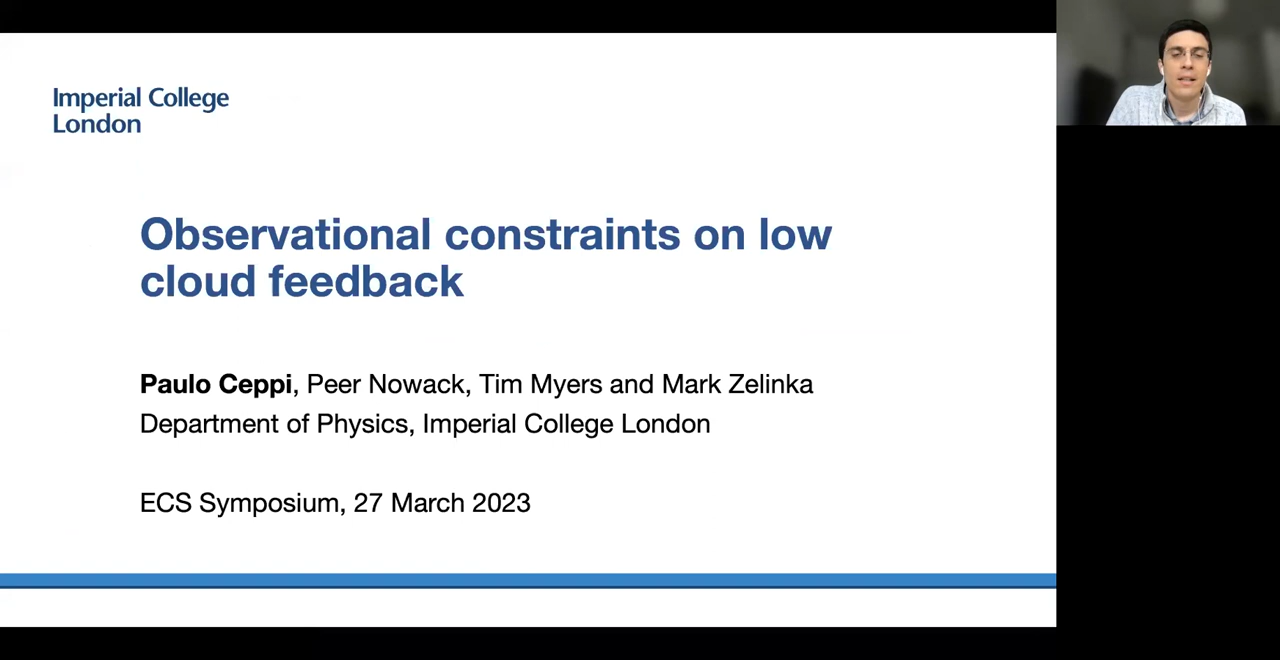 Imperial College
London
Observational constraints on low
cloud feedback
Paulo Ceppi, Peer Nowack, Tim Myers and Mark Zelinka
Department of Physics, Imperial College London
ECS Symposium, 27 March 2023